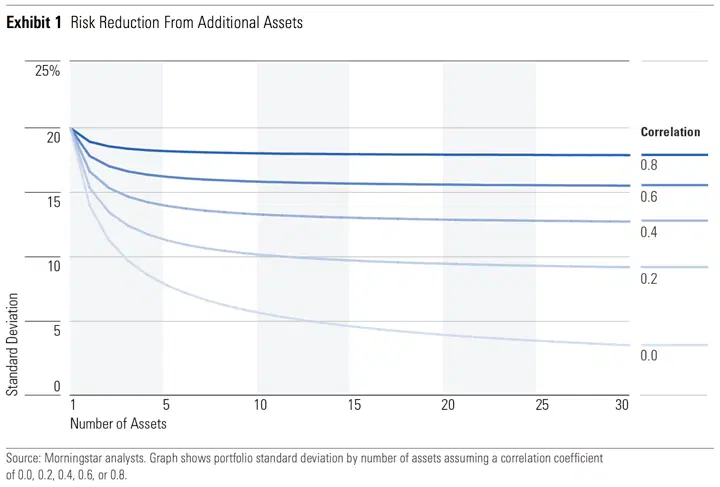 Exhibit 1 Risk Reduction From Additional Assets
25%
20
15
10
5
0
Standard Deviation
1 5 10 15 20 25 30
Number of Assets
Correlation
0.8
0.6
0.4
0.2
0.0
Source: Morningstar analysts. Graph shows portfolio standard deviation by number of assets assuming a correlation coefficient
of 0.0, 0.2, 0.4, 0.6, or 0.8.